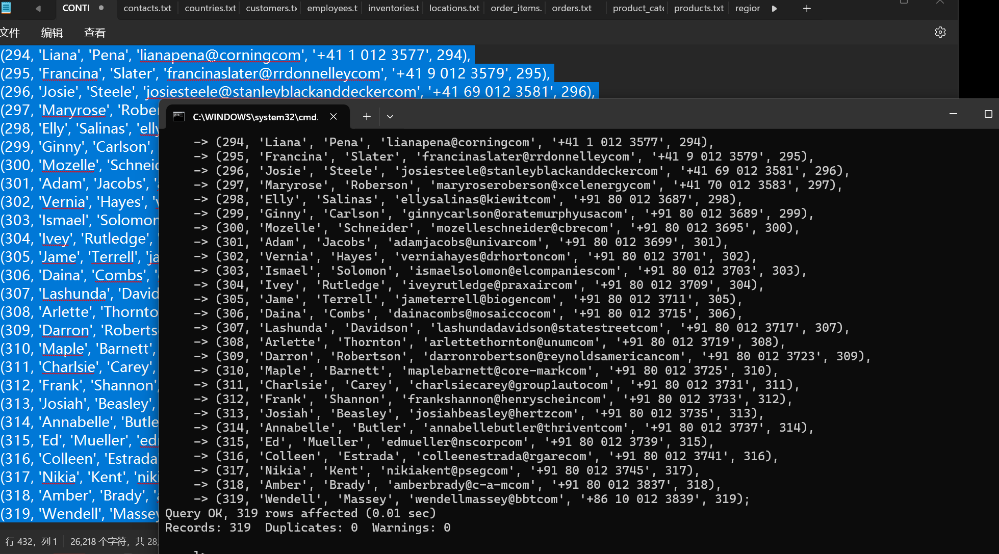 CONTI
contacts.txt
countries.txt
customers.tx
employees.t
inventories.t
locations.txt
order_items.
orders.txt
product_cate
products.txt
region
文件 编辑 查看
(294, 'Liana', 'Pena', 'lianapena@corningcom', '+41 1 012 3577', 294),
(295, 'Francina', 'Slater', 'francinaslater@rrdonnelleycom', '+41 9 012 3579', 295),
(296, 'Josie', 'Steele', 'josiesteele@stanleyblackanddeckercom', '+41 69 012 3581', 296),
(297, 'Maryrose', 'Rober
(298, 'Elly', 'Salinas', 'elly
(299, 'Ginny', 'Carlson',
(300, 'Mozelle', 'Schneid
(301, 'Adam', 'Jacobs', 'a
(302, 'Vernia', 'Hayes', 'v
(303, 'Ismael', 'Solomon
(304, 'Ivey', 'Rutledge', '
(305, 'Jame', 'Terrell', 'ja
(306, 'Daina', 'Combs', '
(307, 'Lashunda', 'David
(308, 'Arlette', 'Thornto
(309, 'Darron', 'Roberts
(310, 'Maple', 'Barnett',
(311, 'Charlsie', 'Carey',
(312, 'Frank', 'Shannon',
(313, 'Josiah', 'Beasley',
(314, 'Annabelle', 'Butle
(315, 'Ed', 'Mueller', 'ed
(316, 'Colleen', 'Estrada'
(317, 'Nikia', 'Kent', 'niki
(318, 'Amber', 'Brady', 'a
(319, 'Wendell', 'Massey
行 432，列 1 26,218 个字符，共 28,
C:\WINDOWS\system32\cmd.
-> (294, 'Liana', 'Pena', 'lianapena@corningcom', '+41 1 012 3577', 294),
-> (295, 'Francina', 'Slater', 'francinaslater@rrdonnelleycom', '+41 9 012 3579', 295),
-> (296, 'Josie', 'Steele', 'josiesteele@stanleyblackanddeckercom', '+41 69 012 3581', 296),
-> (297, 'Maryrose', 'Roberson', 'maryroseroberson@xcelenergycom', '+41 70 012 3583', 297),
-> (298, 'Elly', 'Salinas', 'ellysalinas@kiewitcom', '+91 80 012 3687', 298),
-> (299, 'Ginny', 'Carlson', 'ginnycarlson@oratemurphyusacom', '+91 80 012 3689', 299),
-> (300, 'Mozelle', 'Schneider', 'mozelleschneider@cbrecom', '+91 80 012 3695', 300),
-> (301, 'Adam', 'Jacobs', 'adamjacobs@univarcom', '+91 80 012 3699', 301),
-> (302, 'Vernia', 'Hayes', 'verniahayes@drhortoncom', '+91 80 012 3701', 302),
-> (303, 'Ismael', 'Solomon', 'ismaelsolomon@elcompaniescom', '+91 80 012 3703', 303),
-> (304, 'Ivey', 'Rutledge', 'iveyrutledge@praxaircom', '+91 80 012 3709', 304),
-> (305, 'Jame', 'Terrell', 'jameterrell@biogencom', '+91 80 012 3711', 305),
-> (306, 'Daina', 'Combs', 'dainacombs@mosaiccocom', '+91 80 012 3715', 306),
-> (307, 'Lashunda', 'Davidson', 'lashundadavidson@statestreetcom', '+91 80 012 3717', 307),
-> (308, 'Arlette', 'Thornton', 'arlettethornton@unumcom', '+91 80 012 3719', 308),
-> (309, 'Darron', 'Robertson', 'darronrobertson@reynoldsamericancom', '+91 80 012 3723', 309),
-> (310, 'Maple', 'Barnett', 'maplebarnett@core-markcom', '+91 80 012 3725', 310),
-> (311, 'Charlsie', 'Carey', 'charlsiecarey@group1autocom', '+91 80 012 3731', 311),
-> (312, 'Frank', 'Shannon', 'frankshannon@henryscheincom', '+91 80 012 3733', 312),
-> (313, 'Josiah', 'Beasley', 'josiahbeasley@hertzcom', '+91 80 012 3735', 313),
-> (314, 'Annabelle', 'Butler', 'annabellebutler@thriventcom', '+91 80 012 3737', 314),
-> (315, 'Ed', 'Mueller', 'edmueller@nscorpcom', '+91 80 012 3739', 315),
-> (316, 'Colleen', 'Estrada', 'colleenestrada@rgarecom', '+91 80 012 3741', 316),
-> (317, 'Nikia', 'Kent', 'nikiakent@psegcom', '+91 80 012 3745', 317),
-> (318, 'Amber', 'Brady', 'amberbrady@c-a-mcom', '+91 80 012 3837', 318),
-> (319, 'Wendell', 'Massey', 'wendellmassey@bbtcom', '+86 10 012 3839', 319);
Query OK, 319 rows affected (0.01 sec)
Records: 319  Duplicates: 0  Warnings: 0